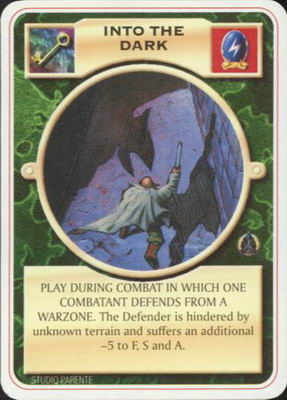 INTO THE
DARK
PLAY DURING COMBAT IN WHICH ONE
COMBATANT DEFENDS FROM A
WARZONE. The Defender is hindered by
unknown terrain and suffers an additional
–5 to F, S and A.
STUDIO PARENTE